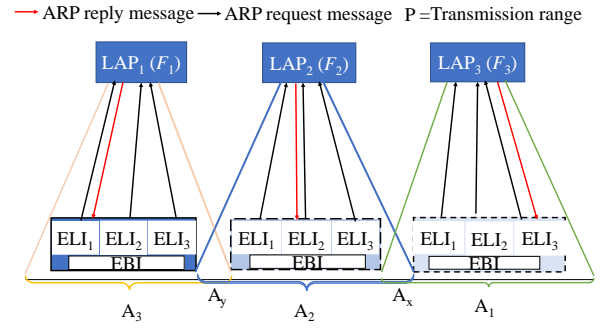 ARP reply message ARP request message P =Transmission range
LAP1 (F1) LAP2 (F2) LAP3 (F3)
ELI1 ELI2 ELI3 ELI1 ELI2 ELI3 ELI1 ELI2 ELI3
EBI EBI EBI
Ay Ax
A3 A2 A1